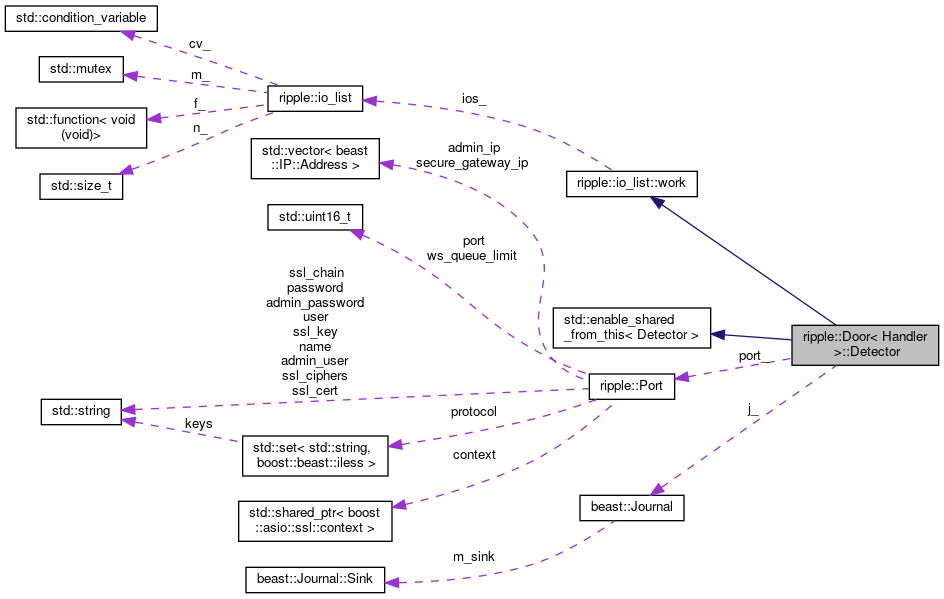 std::condition_variable
cv_
std::mutex
m_
ripple::io_list
ios_
f_
std::function< void
(void)>
n_
std::vector< beast
::IP::Address >
admin_ip
secure_gateway_ip
std::size_t
ripple::io_list::work
std::uint16_t
port
ws_queue_limit
ssl_chain
password
admin_password
user
ssl_key
name
admin_user
ssl_ciphers
ssl_cert
std::enable_shared
_from_this< Detector >
ripple::Door< Handler
>::Detector
port_
ripple::Port
std::string
keys
protocol
j_
std::set< std::string,
boost::beast::iless >
context
std::shared_ptr< boost
::asio::ssl::context >
beast::Journal
m_sink
beast::Journal::Sink